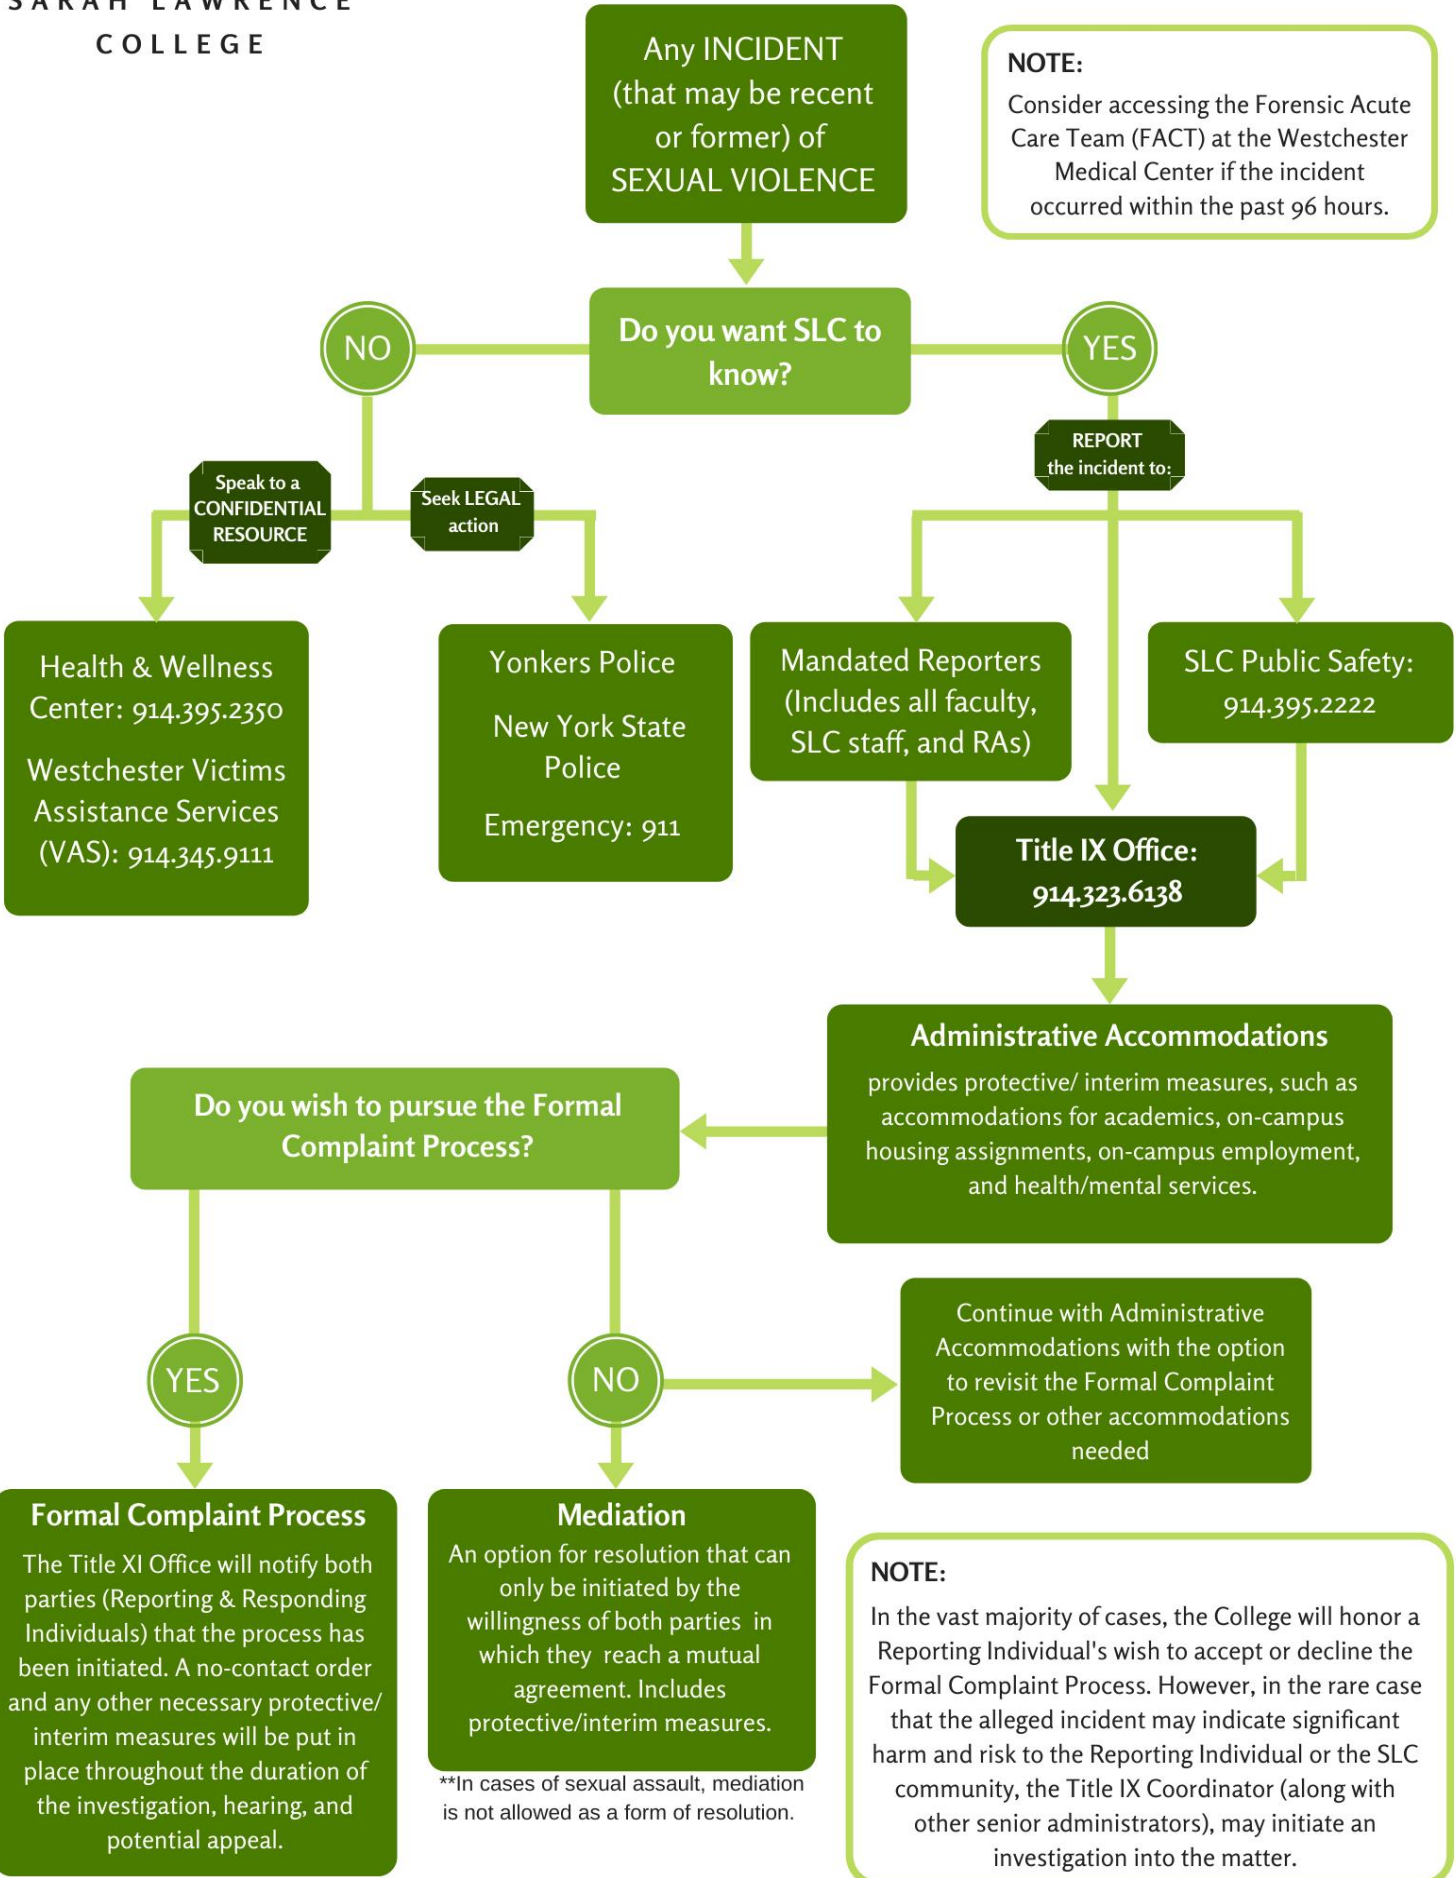 SARAH LAWRENCE
COLLEGE
Any INCIDENT
(that may be recent
or former) of
SEXUAL VIOLENCE
NOTE:
Consider accessing the Forensic Acute
Care Team (FACT) at the Westchester
Medical Center if the incident
occurred within the past 96 hours.
Do you want SLC to
know?
NO
YES
Speak to a
CONFIDENTIAL
RESOURCE
Seek LEGAL
action
REPORT
the incident to:
Health & Wellness
Center: 914.395.2350
Westchester Victims
Assistance Services
(VAS): 914.345.9111
Yonkers Police
New York State
Police
Emergency: 911
Mandated Reporters
(Includes all faculty,
SLC staff, and RAs)
SLC Public Safety:
914.395.2222
Title IX Office:
914.323.6138
Administrative Accommodations
provides protective/ interim measures, such as
accommodations for academics, on-campus
housing assignments, on-campus employment,
and health/mental services.
Do you wish to pursue the Formal
Complaint Process?
YES
NO
Continue with Administrative
Accommodations with the option
to revisit the Formal Complaint
Process or other accommodations
needed
Formal Complaint Process
The Title XI Office will notify both
parties (Reporting & Responding
Individuals) that the process has
been initiated. A no-contact order
and any other necessary protective/
interim measures will be put in
place throughout the duration of
the investigation, hearing, and
potential appeal.
Mediation
An option for resolution that can
only be initiated by the
willingness of both parties in
which they reach a mutual
agreement. Includes
protective/interim measures.
**In cases of sexual assault, mediation
is not allowed as a form of resolution.
NOTE:
In the vast majority of cases, the College will honor a
Reporting Individual's wish to accept or decline the
Formal Complaint Process. However, in the rare case
that the alleged incident may indicate significant
harm and risk to the Reporting Individual or the SLC
community, the Title IX Coordinator (along with
other senior administrators), may initiate an
investigation into the matter.